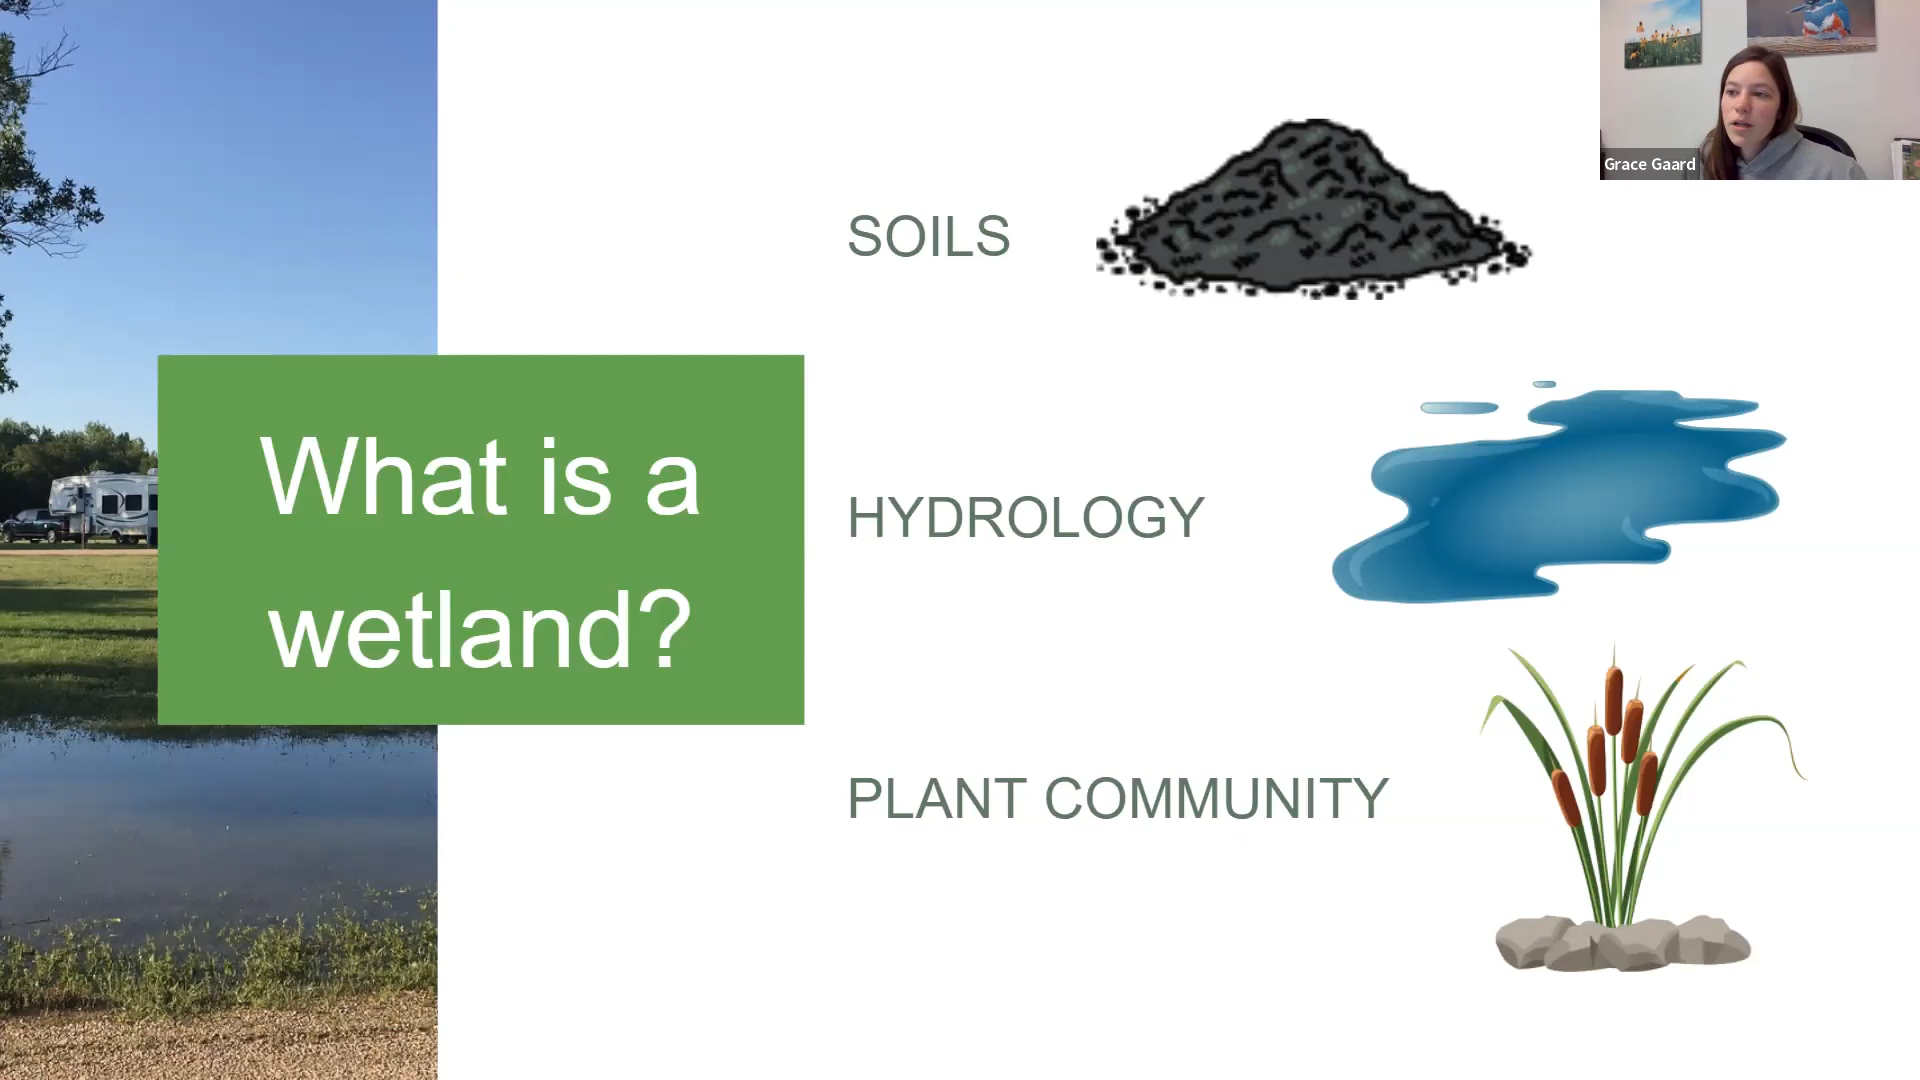 Grace Gaard
SOILS
What is a
wetland?
HYDROLOGY
PLANT COMMUNITY